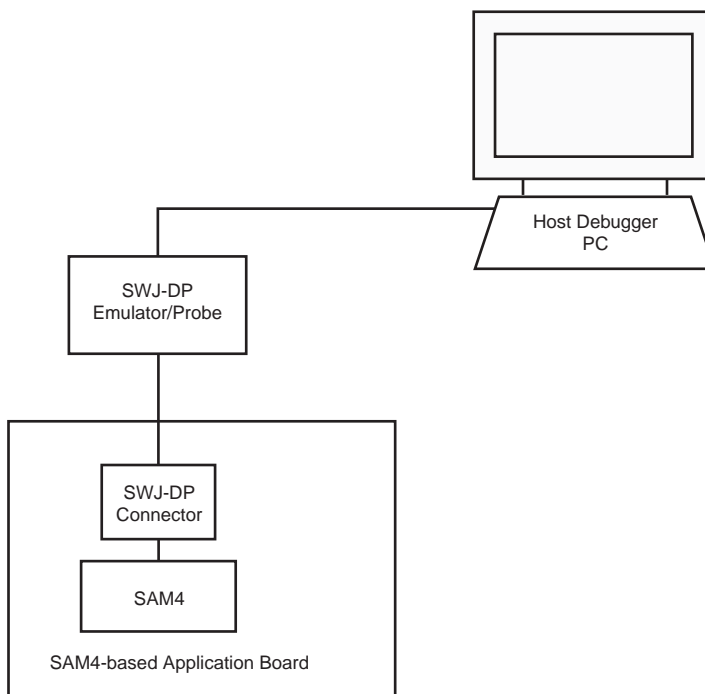 Host Debugger
PC
SWJ-DP
Emulator/Probe
SWJ-DP
Connector
SAM4
SAM4-based Application Board